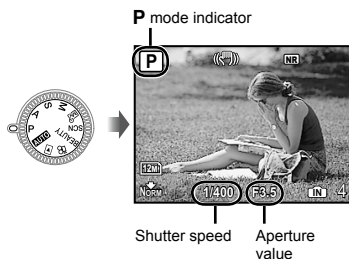 P mode indicator
P
NR
M
S
A
P
AUTO
SCN
BEAUTY
12M
NORM
1/400
F3.5
IN
4
Shutter speed
Aperture
value